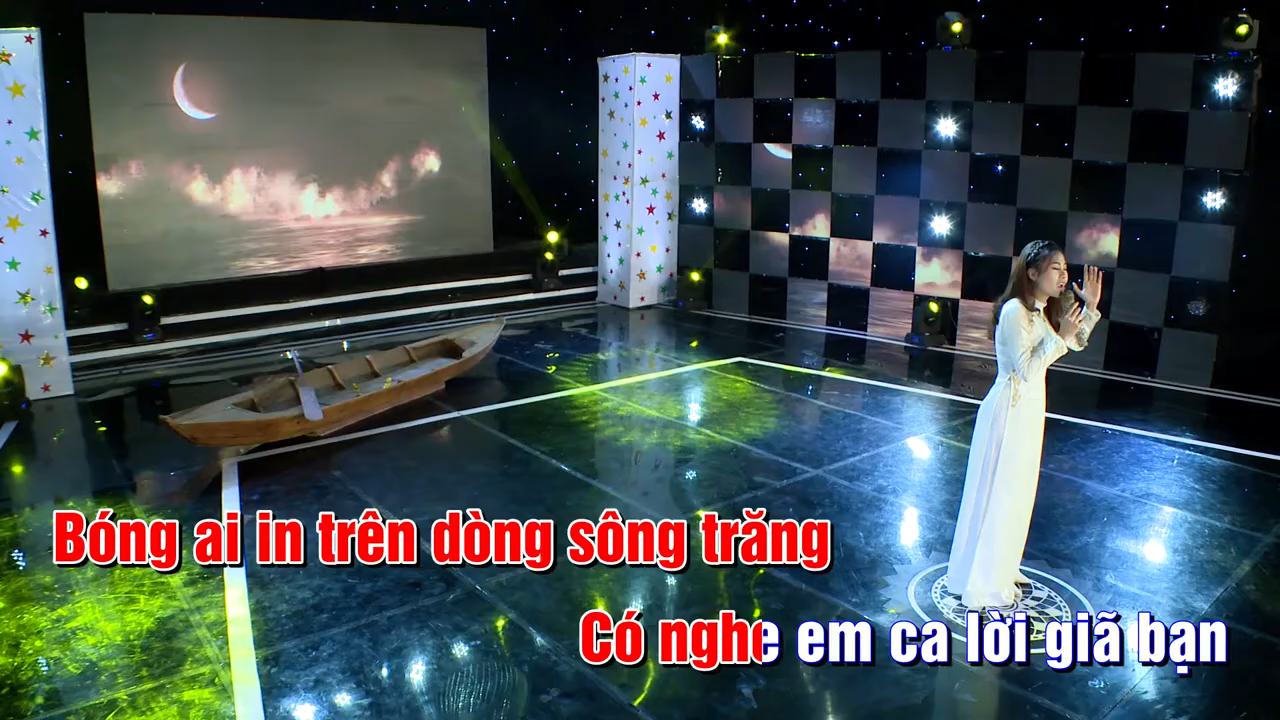 Bóng ai in trên dòng sông trăng
Có nghe em ca lời giã bạn